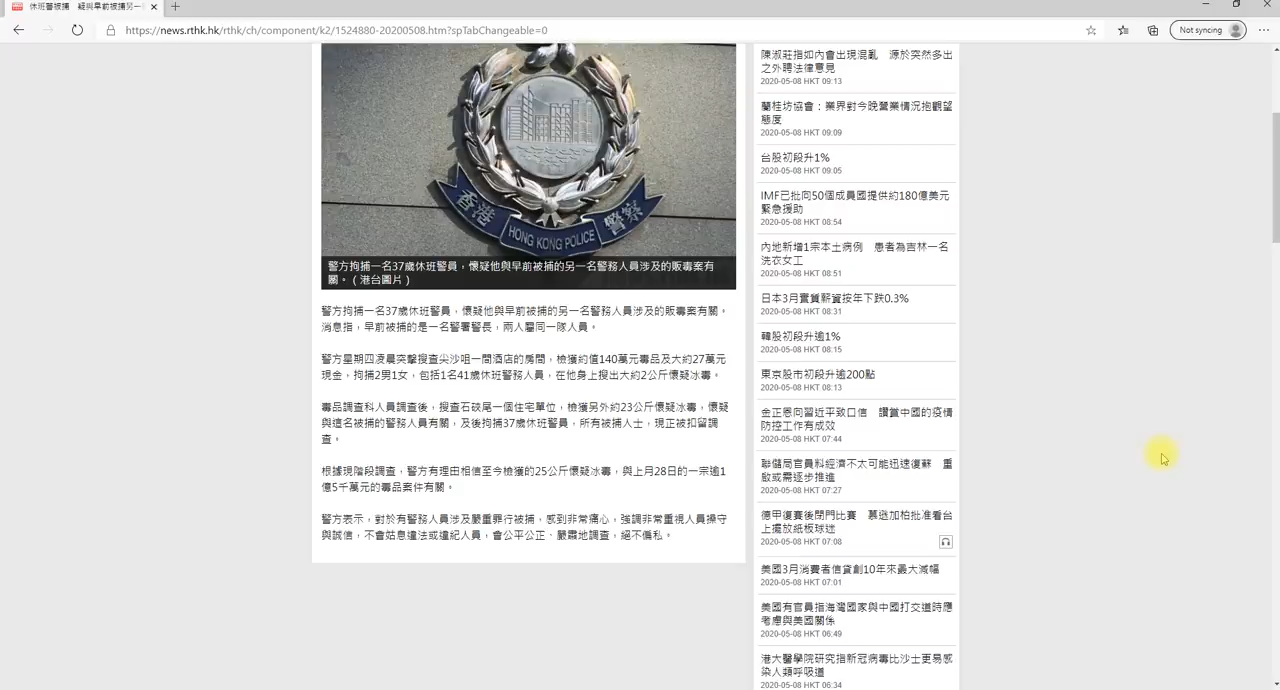 休班警被捕　疑與早前被捕另一
https://news.rthk.hk/rthk/ch/component/k2/1524880-20200508.htm?spTabChangeable=0
Not syncing
香港
警察
HONG KONG POLICE
警方拘捕一名37歲休班警員，懷疑他與早前被捕的另一名警務人員涉及的販毒案有
關。（港台圖片）
警方拘捕一名37歲休班警員，懷疑他與早前被捕的另一名警務人員涉及的販毒案有關。
消息指，早前被捕的是一名警署警長，兩人屬同一隊人員。
警方星期四凌晨突擊搜查尖沙咀一間酒店的房間，檢獲約值140萬元毒品及大約27萬元
現金，拘捕2男1女，包括1名41歲休班警務人員，在他身上搜出大約2公斤懷疑冰毒。
毒品調查科人員調查後，搜查石硤尾一個住宅單位，檢獲另外約23公斤懷疑冰毒，懷疑
與這名被捕的警務人員有關，及後拘捕37歲休班警員，所有被捕人士，現正被扣留調
查。
根據現階段調查，警方有理由相信至今檢獲的25公斤懷疑冰毒，與上月28日的一宗逾1
億5千萬元的毒品案件有關。
警方表示，對於有警務人員涉及嚴重罪行被捕，感到非常痛心，強調非常重視人員操守
與誠信，不會姑息違法或違紀人員，會公平公正、嚴肅地調查，絕不偏私。
陳淑莊指如內會出現混亂　源於突然多出
之外聘法律意見
2020-05-08 HKT 09:13
蘭桂坊協會：業界對今晚營業情況抱觀望
態度
2020-05-08 HKT 09:09
台股初段升1%
2020-05-08 HKT 09:05
IMF已批向50個成員國提供約180億美元
緊急援助
2020-05-08 HKT 08:54
內地新增1宗本土病例　患者為吉林一名
洗衣女工
2020-05-08 HKT 08:51
日本3月實質薪資按年下跌0.3%
2020-05-08 HKT 08:31
韓股初段升逾1%
2020-05-08 HKT 08:15
東京股市初段升逾200點
2020-05-08 HKT 08:13
金正恩向習近平致口信　讚賞中國的疫情
防控工作有成效
2020-05-08 HKT 07:44
聯儲局官員料經濟不太可能迅速復蘇　重
啟或需逐步推進
2020-05-08 HKT 07:27
德甲復賽後閉門比賽　慕遜加柏批准看台
上擺放紙板球迷
2020-05-08 HKT 07:08
美國3月消費者信貸創10年來最大減幅
2020-05-08 HKT 07:01
美國有官員指海灣國家與中國打交道時應
考慮與美國關係
2020-05-08 HKT 06:49
港大醫學院研究指新冠病毒比沙士更易感
染人類呼吸道
2020-05-08 HKT 06:34